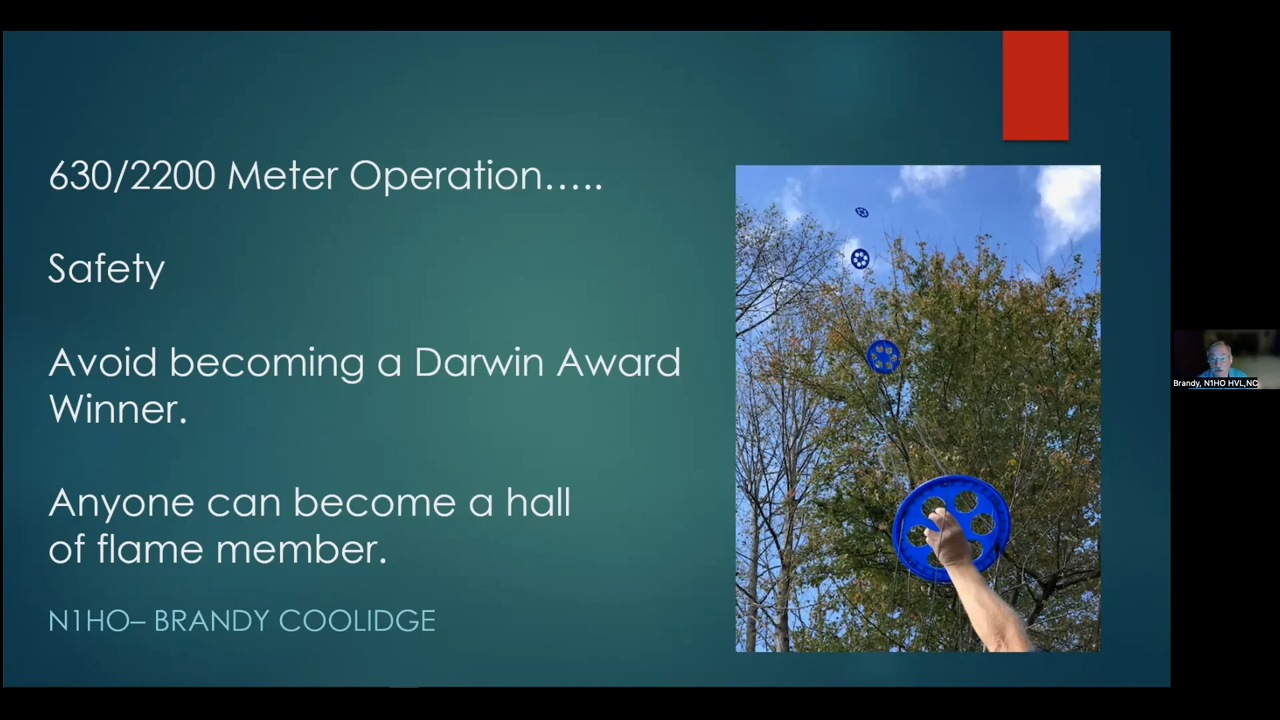 630/2200 Meter Operation.....
Safety
Avoid becoming a Darwin Award
Winner.
Anyone can become a hall
of flame member.
N1HO– BRANDY COOLIDGE
Brandy, N1HO HVL,NC